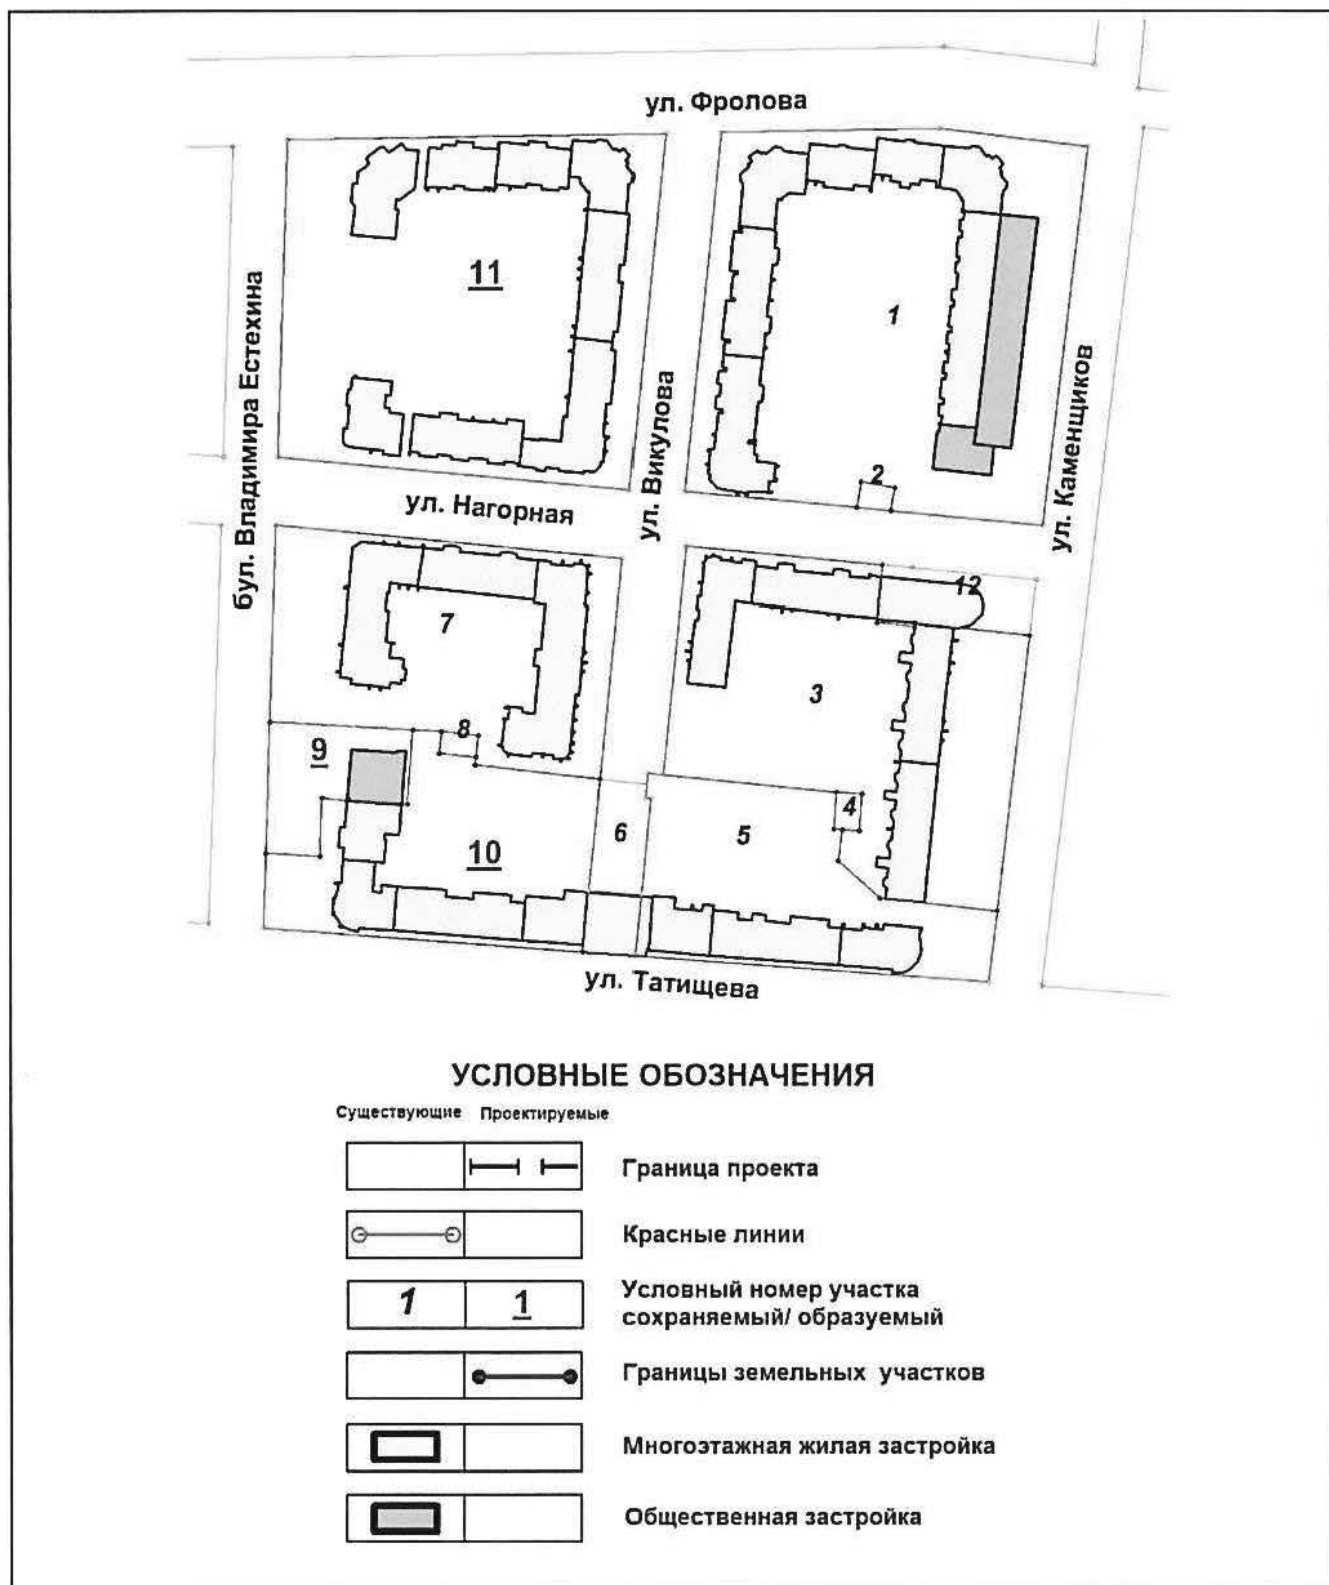 ул. Фролова
11
1
бул. Владимира Естехина
ул. Викулова
ул. Каменщиков
2
ул. Нагорная
12
7
3
8
9
4
6
5
10
ул. Татищева
УСЛОВНЫЕ ОБОЗНАЧЕНИЯ
Существующие Проектируемые
Граница проекта
Красные линии
1 1 Условный номер участка
сохраняемый/ образуемый
Границы земельных участков
Многоэтажная жилая застройка
Общественная застройка